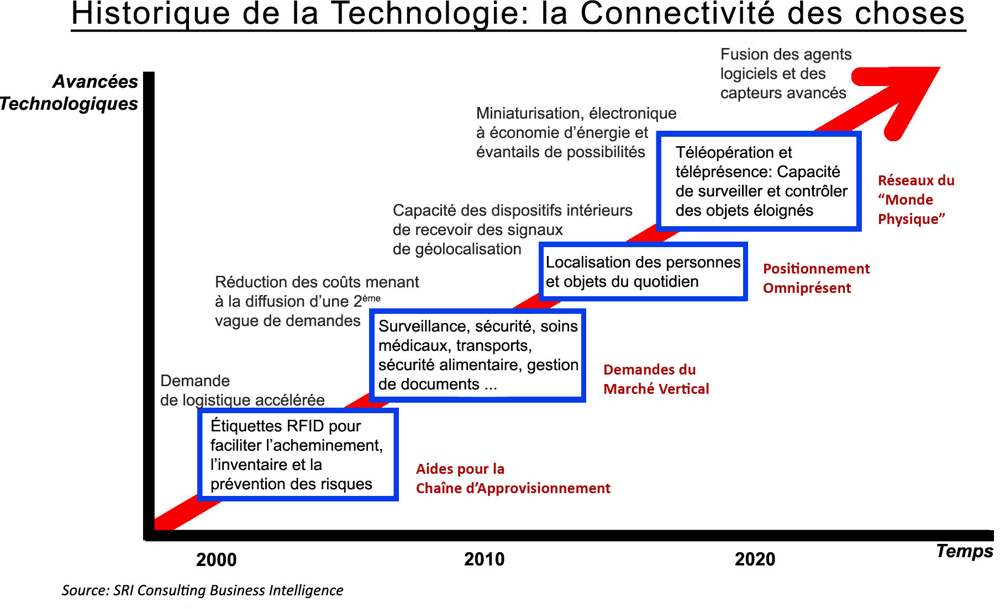 Historique de la Technologie: la Connectivité des choses
Avancées
Technologiques
Fusion des agents
logiciels et des
capteurs avancés
Miniaturisation, électronique
à économie d'énergie et
évantails de possibilités
Téléopération et
téléprésence: Capacité
de surveiller et contrôler
des objets éloignés
Réseaux du
“Monde
Physique”
Capacité des dispositifs intérieurs
de recevoir des signaux
de géolocalisation
Localisation des personnes
et objets du quotidien
Positionnement
Omniprésent
Réduction des coûts menant
à la diffusion d’une 2ème
vague de demandes
Surveillance, sécurité, soins
médicaux, transports,
sécurité alimentaire, gestion
de documents ...
Demandes du
Marché Vertical
Demande
de logistique accélérée
Étiquettes RFID pour
faciliter l’acheminement,
l’inventaire et la
prévention des risques
Aides pour la
Chaîne d’Approvisionnement
2000 2010 2020
Temps
Source: SRI Consulting Business Intelligence